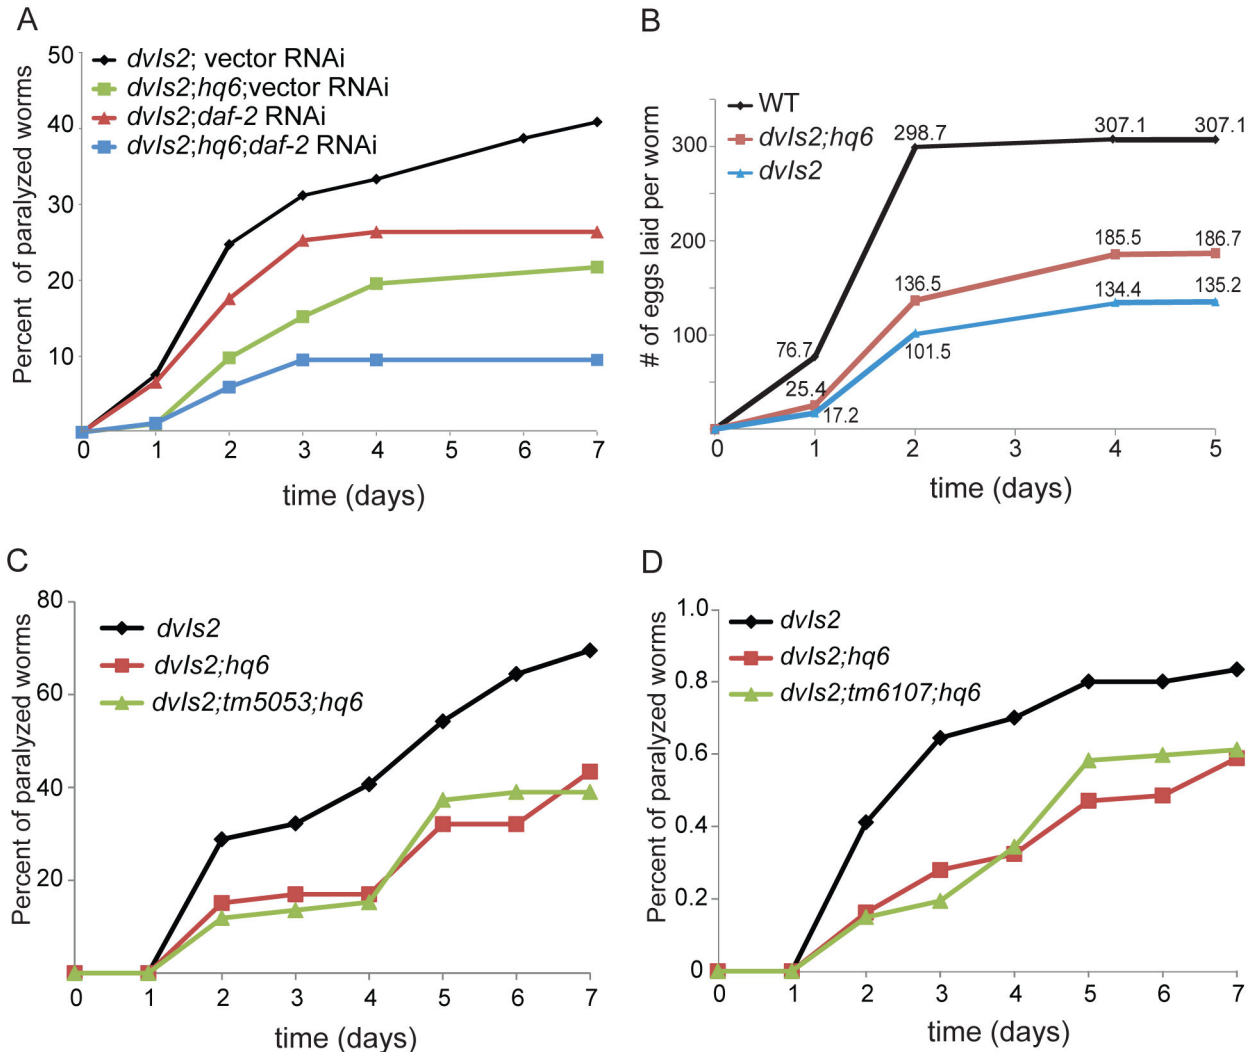 A
Percent of paralyzed worms
50
40
30
20
10
dvIs2; vector RNAi
dvIs2;hq6;vector RNAi
dvIs2;daf-2 RNAi
dvIs2;hq6;daf-2 RNAi
0 1 2 3 4 5 6 7
time (days)
B
# of eggs laid per worm
300
200
100
0
WT
dvIs2;hq6
dvIs2
298.7
307.1
307.1
185.5
186.7
136.5
134.4
135.2
101.5
76.7
25.4
17.2
0 1 2 3 4 5
time (days)
C
Percent of paralyzed worms
80
60
40
20
dvIs2
dvIs2;hq6
dvIs2;tm5053;hq6
0 1 2 3 4 5 6 7
time (days)
D
Percent of paralyzed worms
1.0
0.8
0.6
0.4
0.2
0
dvIs2
dvIs2;hq6
dvIs2;tm6107;hq6
0 1 2 3 4 5 6 7
time (days)